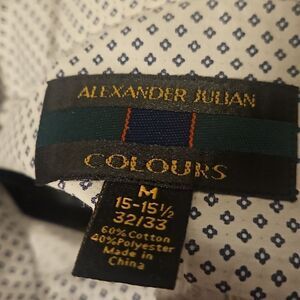 ALEXANDER JULIAN
COLOURS
M
15-15½
32/33
60% Cotton
40% Polyester
Made in
China